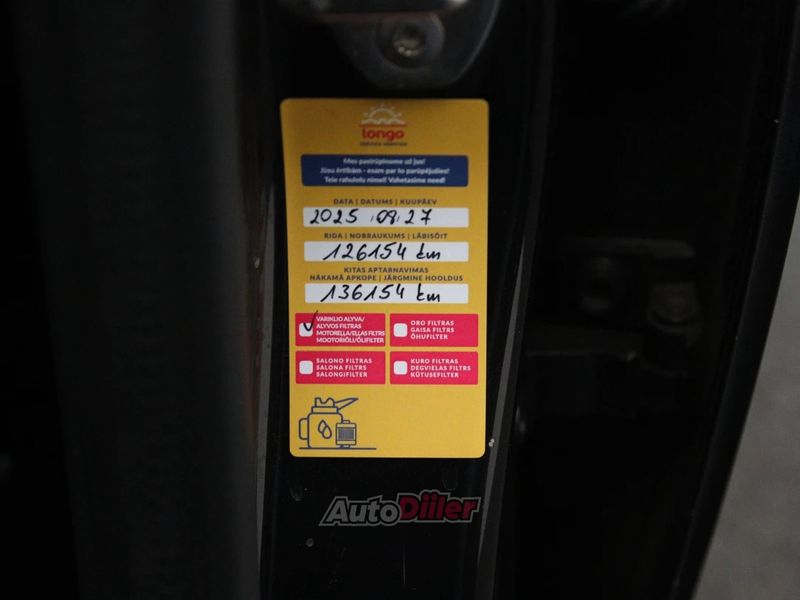 longo
Mes pasirūpinome už jus!
Jūsu ērtībām - esam par to parūpējušies!
Teie rahulolu nimel! Vahetasime need!
DATA | DATUMS | KUUPÄEV
2025 09 27
RIDA | NOBRAUKUMS | LÄBISÕIT
126154 km
KITAS APTARNAVIMAS
NĀKAMĀ APKOPE | JÄRGMINE HOOLDUS
136154 km
VARIKLIO ALYVA/
ALYVOS FILTRAS
MOTORELLA/EĻĻAS FILTRS
MOOTORIÕLI/ÕLIFILTER
ORO FILTRAS
GAISA FILTRS
ÕHUFILTER
SALONO FILTRAS
SALONA FILTRS
SALONGIFILTER
KURO FILTRAS
DEGVIELAS FILTRS
KÜTUSEFILTER
AutoDiiler